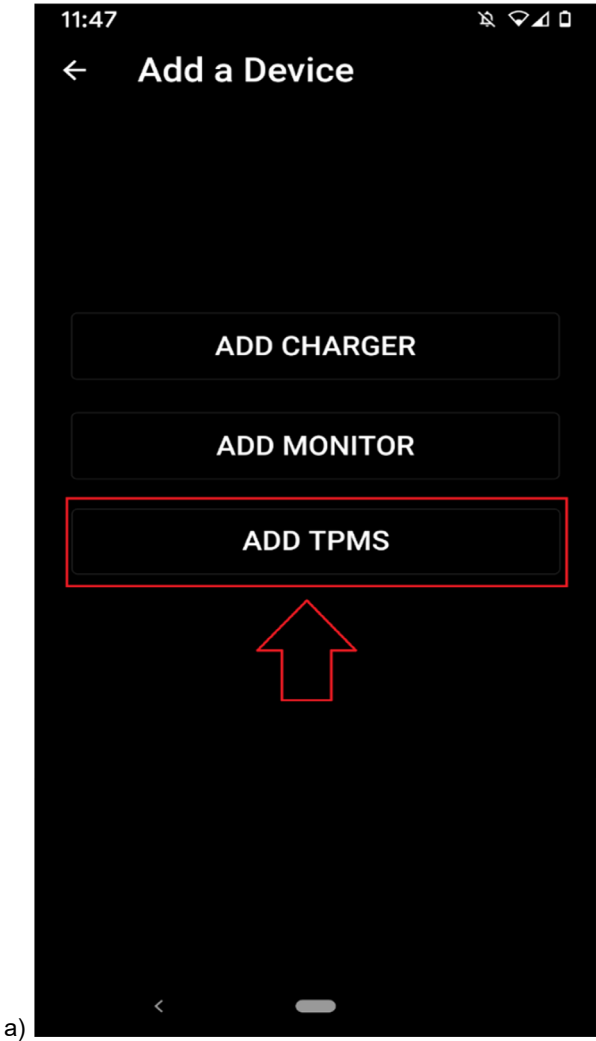 11:47
Add a Device
ADD CHARGER
ADD MONITOR
ADD TPMS
a)